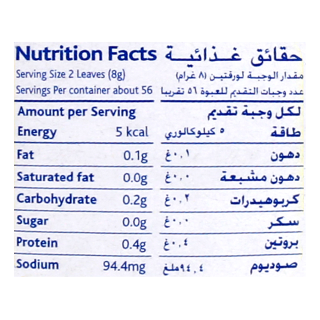 Nutrition Facts حقائق غذائية
Serving Size 2 Leaves (8g) مقدار الوجبة لورقتين (٨ غرام)
Servings Per container about 56 عدد وجبات التقديم للعبوة ٥٦ تقريبا
Amount per Serving لكل وجبة تقديم
Energy 5 kcal ٥ كيلوكالوري طاقة
Fat 0.1g ٠,١غ دهون
Saturated fat 0.0g ٠,٠غ دهون مشبعة
Carbohydrate 0.2g ٠,٢غ كربوهيدرات
Sugar 0.0g ٠,٠غ سكر
Protein 0.4g ٠,٤غ بروتين
Sodium 94.4mg ٩٤,٤ملغ صوديوم